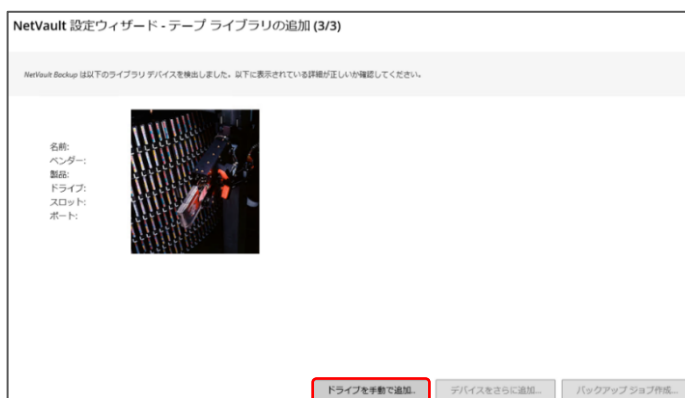 NetVault 設定ウィザード - テープ ライブラリの追加 (3/3)
NetVault Backup は以下のライブラリ デバイスを検出しました。以下に表示されている詳細が正しいか確認してください。
名前:
ベンダー:
製品:
ドライブ:
スロット:
ポート:
ドライブを手動で追加... デバイスをさらに追加... バックアップ ジョブ作成...